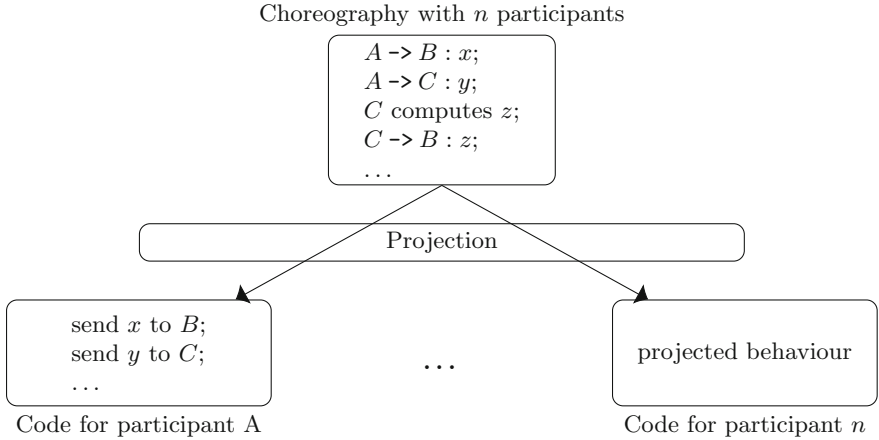 Choreography with n participants
A -> B : x;
A -> C : y;
C computes z;
C -> B : z;
...
Projection
send x to B;
send y to C;
...
...
projected behaviour
Code for participant A
Code for participant n